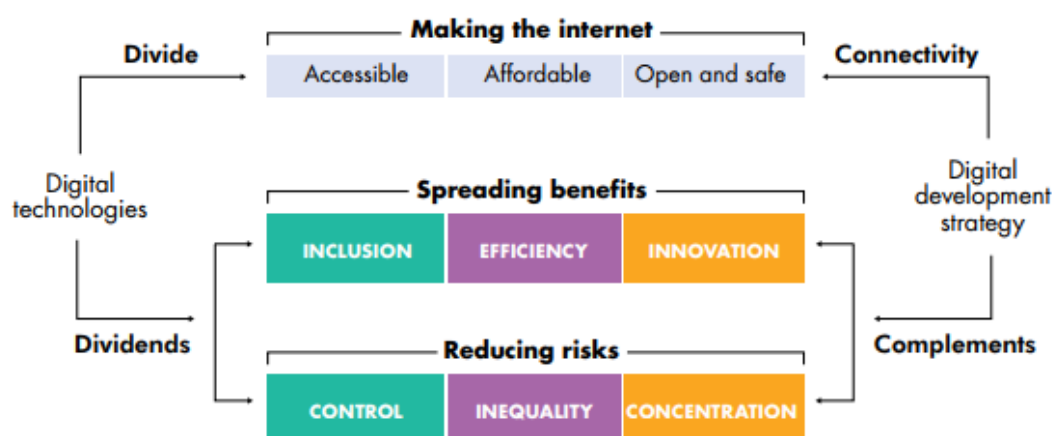 Making the internet
Divide
Connectivity
Accessible
Affordable
Open and safe
Digital
technologies
Digital
development
strategy
Spreading benefits
INCLUSION
EFFICIENCY
INNOVATION
Dividends
Complements
Reducing risks
CONTROL
INEQUALITY
CONCENTRATION